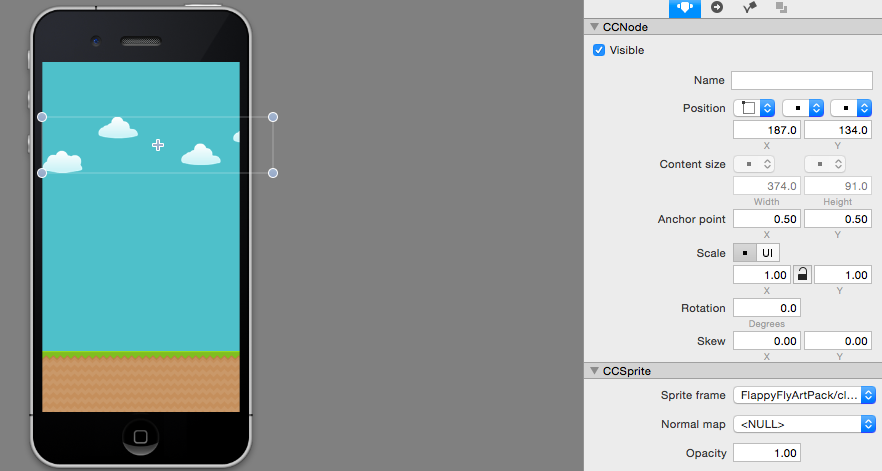 CCNode
Visible
Name
Position
187.0 134.0
X Y
Content size
374.0 91.0
Width Height
Anchor point 0.50 0.50
X Y
Scale UI
1.00 1.00
X Y
Rotation 0.0
Degrees
Skew 0.00 0.00
X Y
CCSprite
Sprite frame FlappyFlyArtPack/cl...
Normal map <NULL>
Opacity 1.00